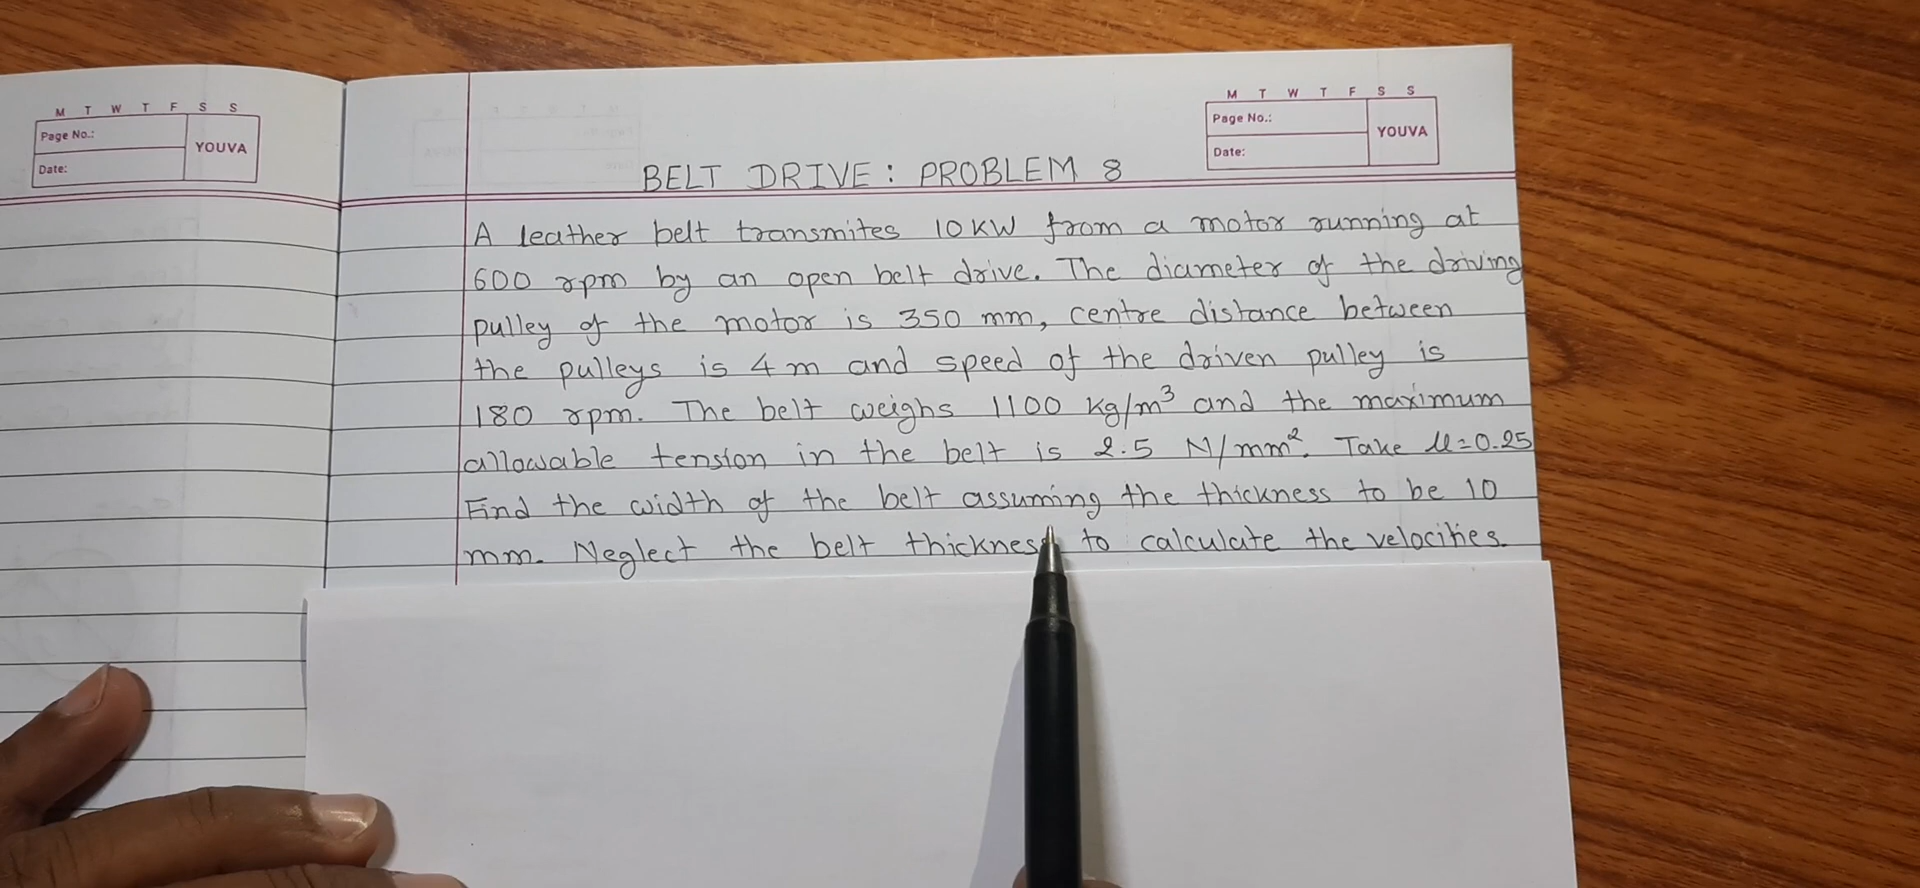 M T W T F S S
Page No.:
YOUVA
Date:
M T W T F S S
Page No.:
YOUVA
Date:
BELT DRIVE : PROBLEM 8
A leather belt transmites 10 KW from a motor running at
600 rpm by an open belt drive. The diameter of the driving
pulley of the motor is 350 mm, centre distance between
the pulleys is 4 m and speed of the driven pulley is
180 rpm. The belt weighs 1100 kg/m³ and the maximum
allowable tension in the belt is 2.5 N/mm². Take μ=0.25
Find the width of the belt assuming the thickness to be 10
mm. Neglect the belt thickness to calculate the velocities.